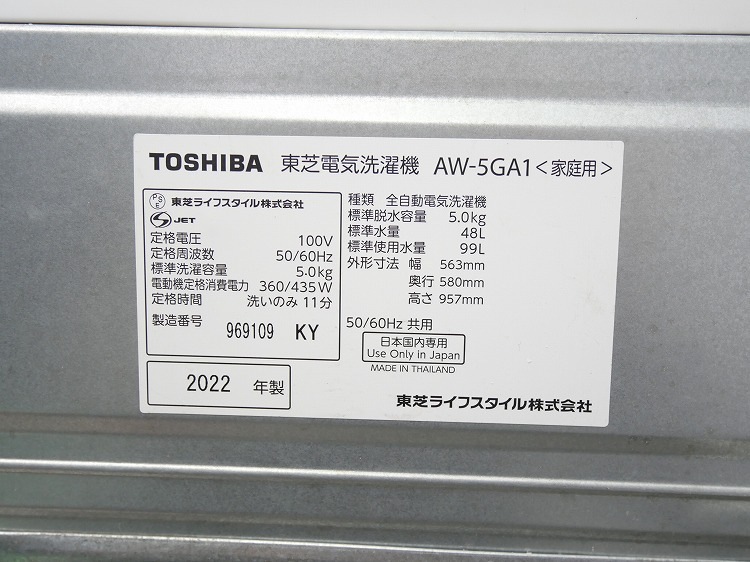 TOSHIBA 東芝電気洗濯機 AW-5GA1<家庭用>
PSE 東芝ライフスタイル株式会社
S JET
定格電圧 100V
定格周波数 50/60Hz
標準洗濯容量 5.0kg
電動機定格消費電力 360/435W
定格時間 洗いのみ 11分
製造番号 969109 KY
2022 年製
種類 全自動電気洗濯機
標準脱水容量 5.0kg
標準水量 48L
標準使用水量 99L
外形寸法 幅 563mm
奥行 580mm
高さ 957mm
50/60Hz 共用
日本国内専用
Use Only in Japan
MADE IN THAILAND
東芝ライフスタイル株式会社